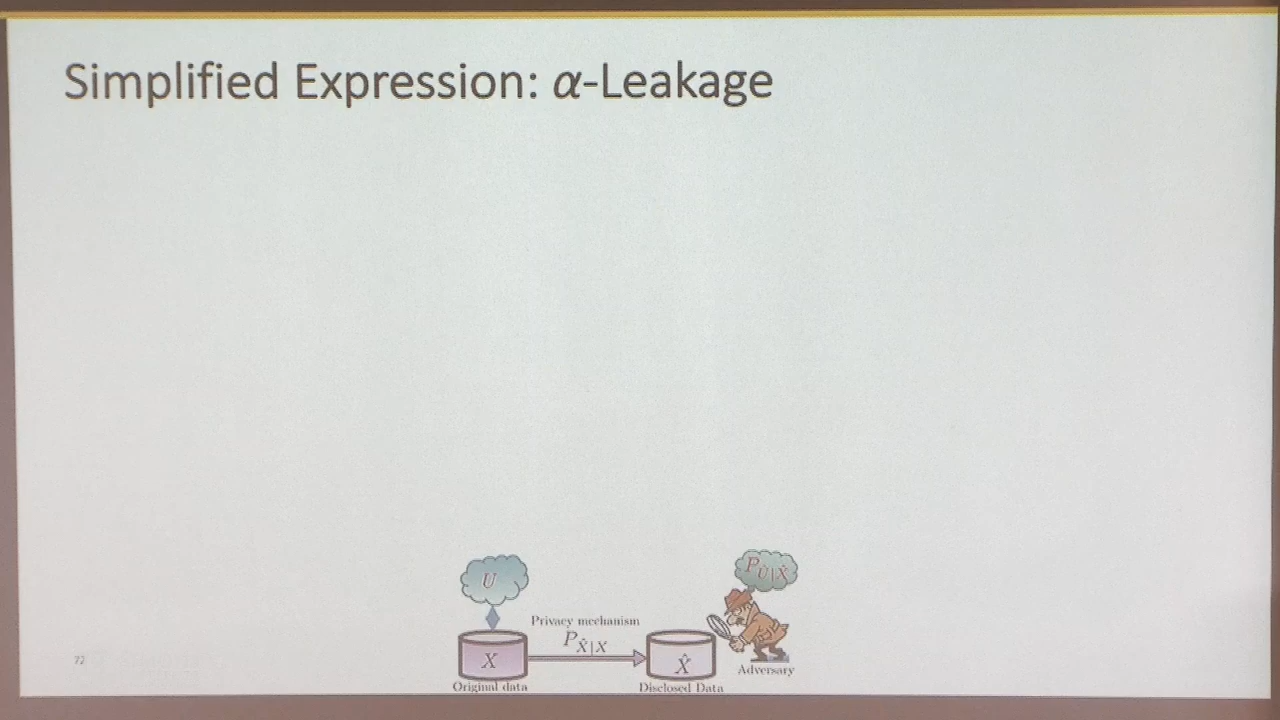 Simplified Expression: α-Leakage
U
P_{Û|X̂}
Privacy mechanism
P_{X̂|X}
X
X̂
Adversary
Original data
Disclosed Data
72